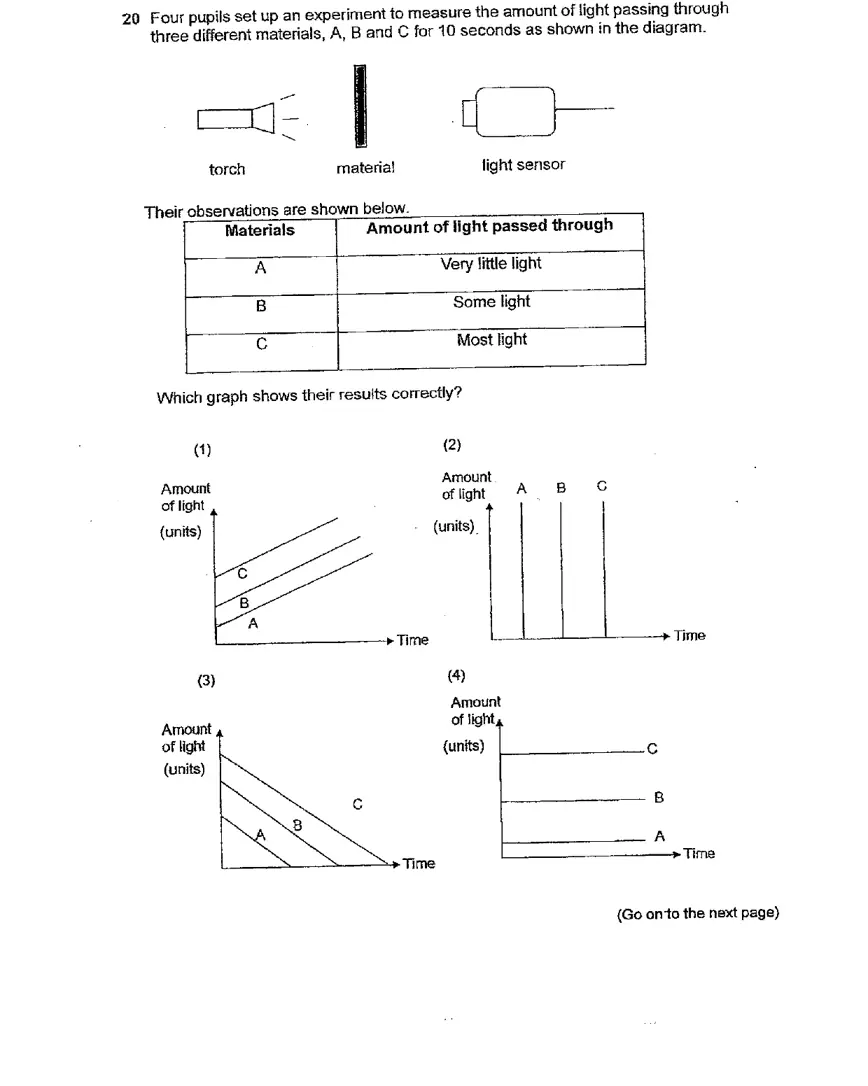 20 Four pupils set up an experiment to measure the amount of light passing through
three different materials, A, B and C for 10 seconds as shown in the diagram.
torch
material
light sensor
Their observations are shown below.
Materials Amount of light passed through
A Very little light
B Some light
C Most light
Which graph shows their results correctly?
(1)
Amount
of light
(units)
C
B
A
Time
(2)
Amount
of light
(units)
A B C
Time
(3)
Amount
of light
(units)
A
B
C
Time
(4)
Amount
of light
(units)
C
B
A
Time
(Go on to the next page)